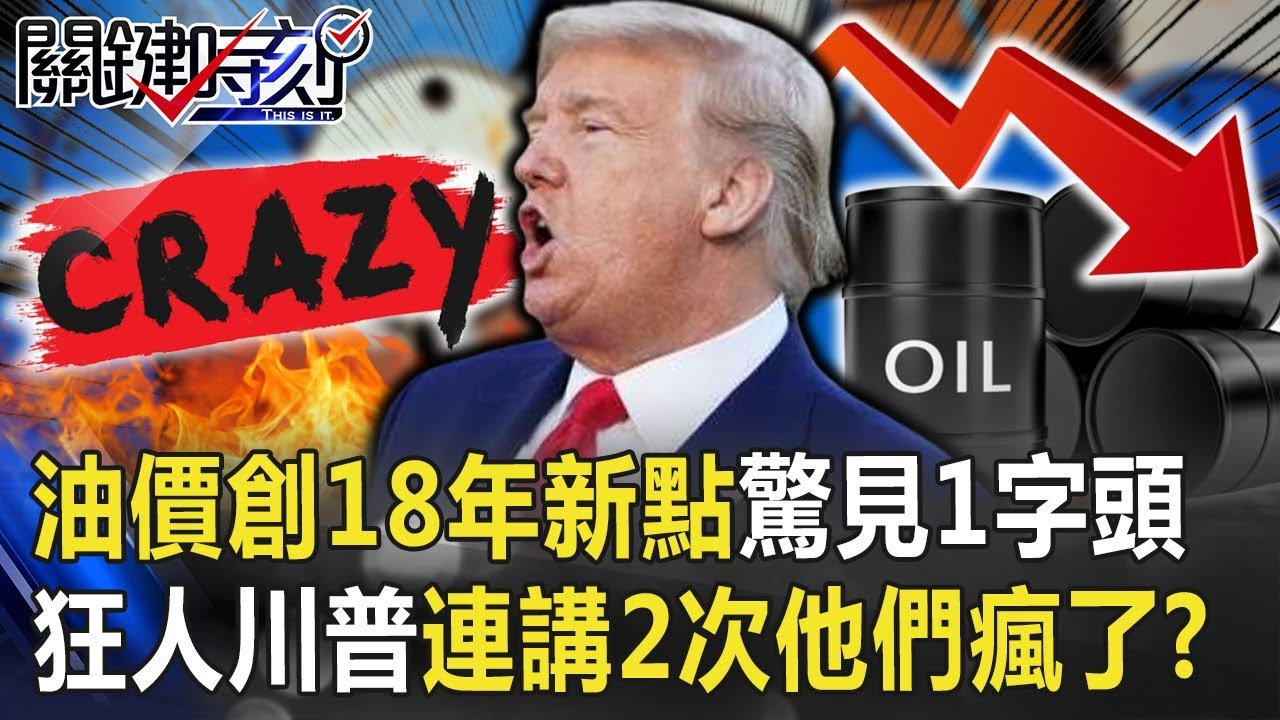 關鍵時刻
THIS IS IT.
CRAZY
OIL
油價創18年新點驚見1字頭
狂人川普連講2次他們瘋了?